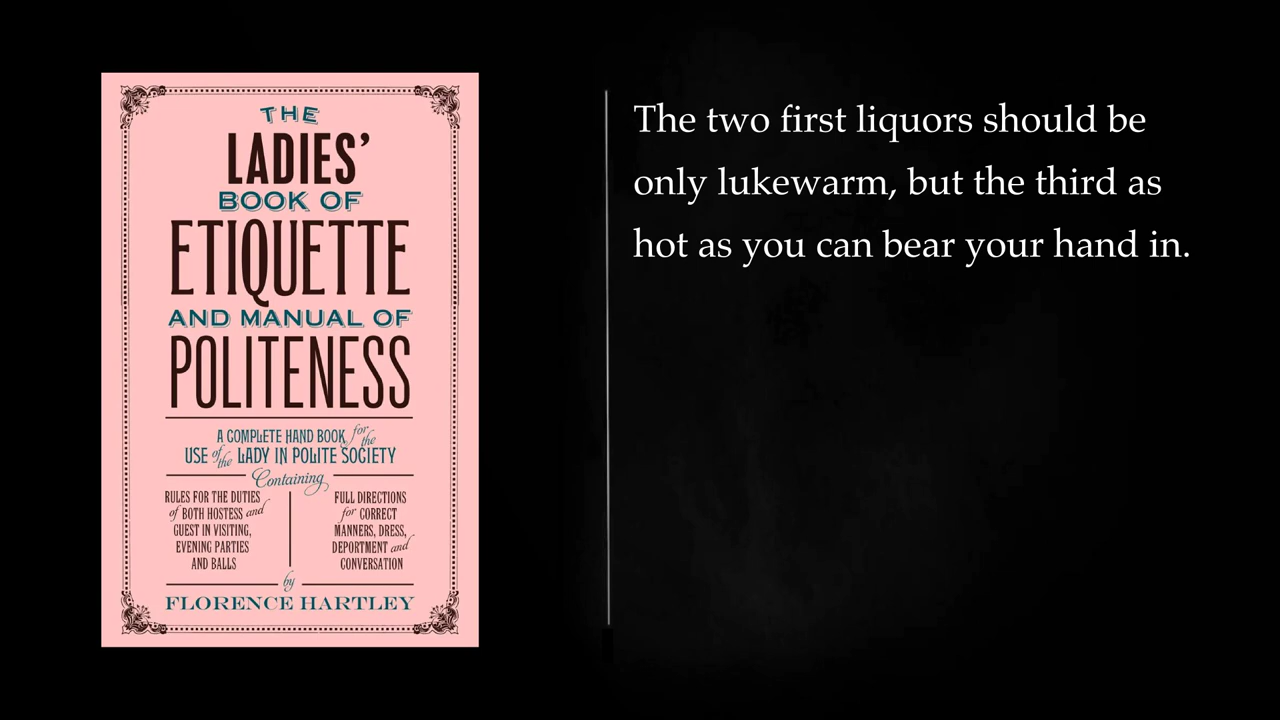 THE
LADIES'
BOOK OF
ETIQUETTE
AND MANUAL OF
POLITENESS
A COMPLETE HAND BOOK for the
USE of the LADY IN POLITE SOCIETY
Containing
RULES FOR THE DUTIES
of BOTH HOSTESS and
GUEST IN VISITING,
EVENING PARTIES
AND BALLS
FULL DIRECTIONS
for CORRECT
MANNERS, DRESS,
DEPORTMENT and
CONVERSATION
by
FLORENCE HARTLEY
The two first liquors should be
only lukewarm, but the third as
hot as you can bear your hand in.